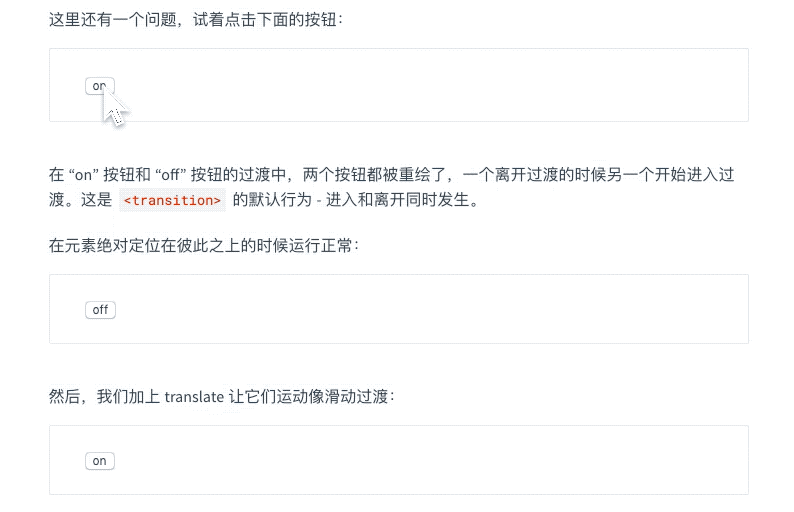 这里还有一个问题，试着点击下面的按钮：
on
在 “on” 按钮和 “off” 按钮的过渡中，两个按钮都被重绘了，一个离开过渡的时候另一个开始进入过
渡。这是 <transition> 的默认行为 - 进入和离开同时发生。
在元素绝对定位在彼此之上的时候运行正常：
off
然后，我们加上 translate 让它们运动像滑动过渡：
on